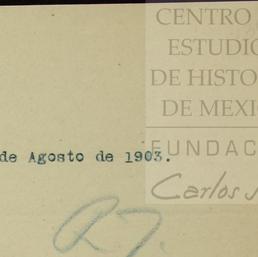 CENTRO
ESTUDIO
DE HISTO
DE MEXI
FUNDAC
Carlos
de Agosto de 1903.